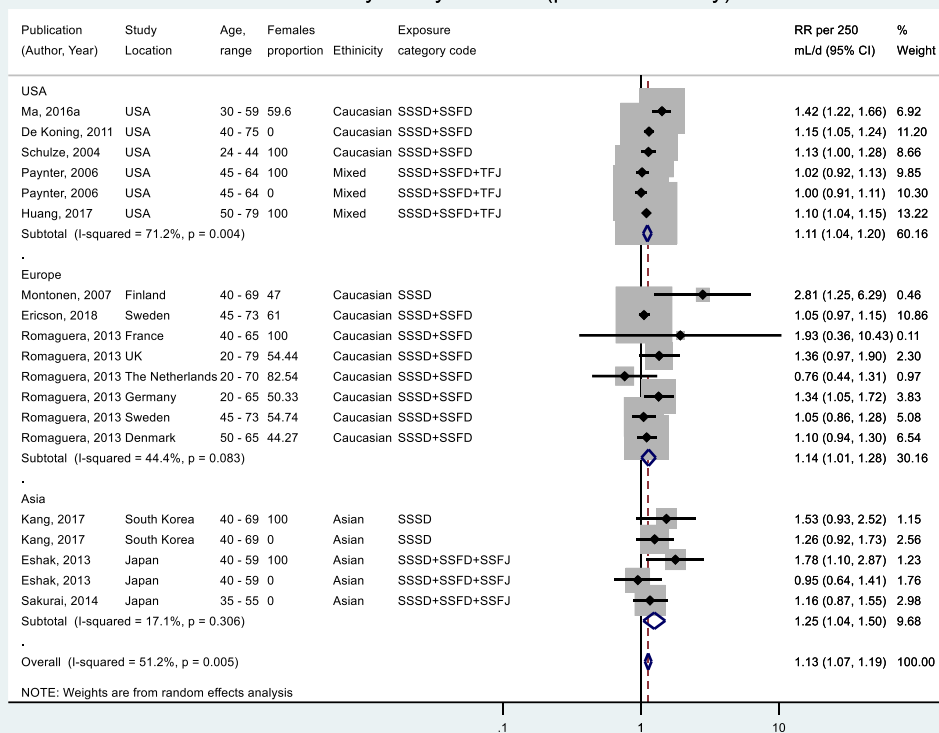 Publication Study Age, Females Exposure RR per 250 %
(Author, Year) Location range proportion Ethinicity category code mL/d (95% CI) Weight
USA
Ma, 2016a USA 30 - 59 59.6 Caucasian SSSD+SSFD 1.42 (1.22, 1.66) 6.92
De Koning, 2011 USA 40 - 75 0 Caucasian SSSD+SSFD 1.15 (1.05, 1.24) 11.20
Schulze, 2004 USA 24 - 44 100 Caucasian SSSD+SSFD 1.13 (1.00, 1.28) 8.66
Paynter, 2006 USA 45 - 64 100 Mixed SSSD+SSFD+TFJ 1.02 (0.92, 1.13) 9.85
Paynter, 2006 USA 45 - 64 0 Mixed SSSD+SSFD+TFJ 1.00 (0.91, 1.11) 10.30
Huang, 2017 USA 50 - 79 100 Mixed SSSD+SSFD+TFJ 1.10 (1.04, 1.15) 13.22
Subtotal (I-squared = 71.2%, p = 0.004) 1.11 (1.04, 1.20) 60.16
.
Europe
Montonen, 2007 Finland 40 - 69 47 Caucasian SSSD 2.81 (1.25, 6.29) 0.46
Ericson, 2018 Sweden 45 - 73 61 Caucasian SSSD+SSFD 1.05 (0.97, 1.15) 10.86
Romaguera, 2013 France 40 - 65 100 Caucasian SSSD+SSFD 1.93 (0.36, 10.43) 0.11
Romaguera, 2013 UK 20 - 79 54.44 Caucasian SSSD+SSFD 1.36 (0.97, 1.90) 2.30
Romaguera, 2013 The Netherlands 20 - 70 82.54 Caucasian SSSD+SSFD 0.76 (0.44, 1.31) 0.97
Romaguera, 2013 Germany 20 - 65 50.33 Caucasian SSSD+SSFD 1.34 (1.05, 1.72) 3.83
Romaguera, 2013 Sweden 45 - 73 54.74 Caucasian SSSD+SSFD 1.05 (0.86, 1.28) 5.08
Romaguera, 2013 Denmark 50 - 65 44.27 Caucasian SSSD+SSFD 1.10 (0.94, 1.30) 6.54
Subtotal (I-squared = 44.4%, p = 0.083) 1.14 (1.01, 1.28) 30.16
.
Asia
Kang, 2017 South Korea 40 - 69 100 Asian SSSD 1.53 (0.93, 2.52) 1.15
Kang, 2017 South Korea 40 - 69 0 Asian SSSD 1.26 (0.92, 1.73) 2.56
Eshak, 2013 Japan 40 - 59 100 Asian SSSD+SSFD+SSFJ 1.78 (1.10, 2.87) 1.23
Eshak, 2013 Japan 40 - 59 0 Asian SSSD+SSFD+SSFJ 0.95 (0.64, 1.41) 1.76
Sakurai, 2014 Japan 35 - 55 0 Asian SSSD+SSFD+SSFJ 1.16 (0.87, 1.55) 2.98
Subtotal (I-squared = 17.1%, p = 0.306) 1.25 (1.04, 1.50) 9.68
.
Overall (I-squared = 51.2%, p = 0.005) 1.13 (1.07, 1.19) 100.00
NOTE: Weights are from random effects analysis
.1 1 10